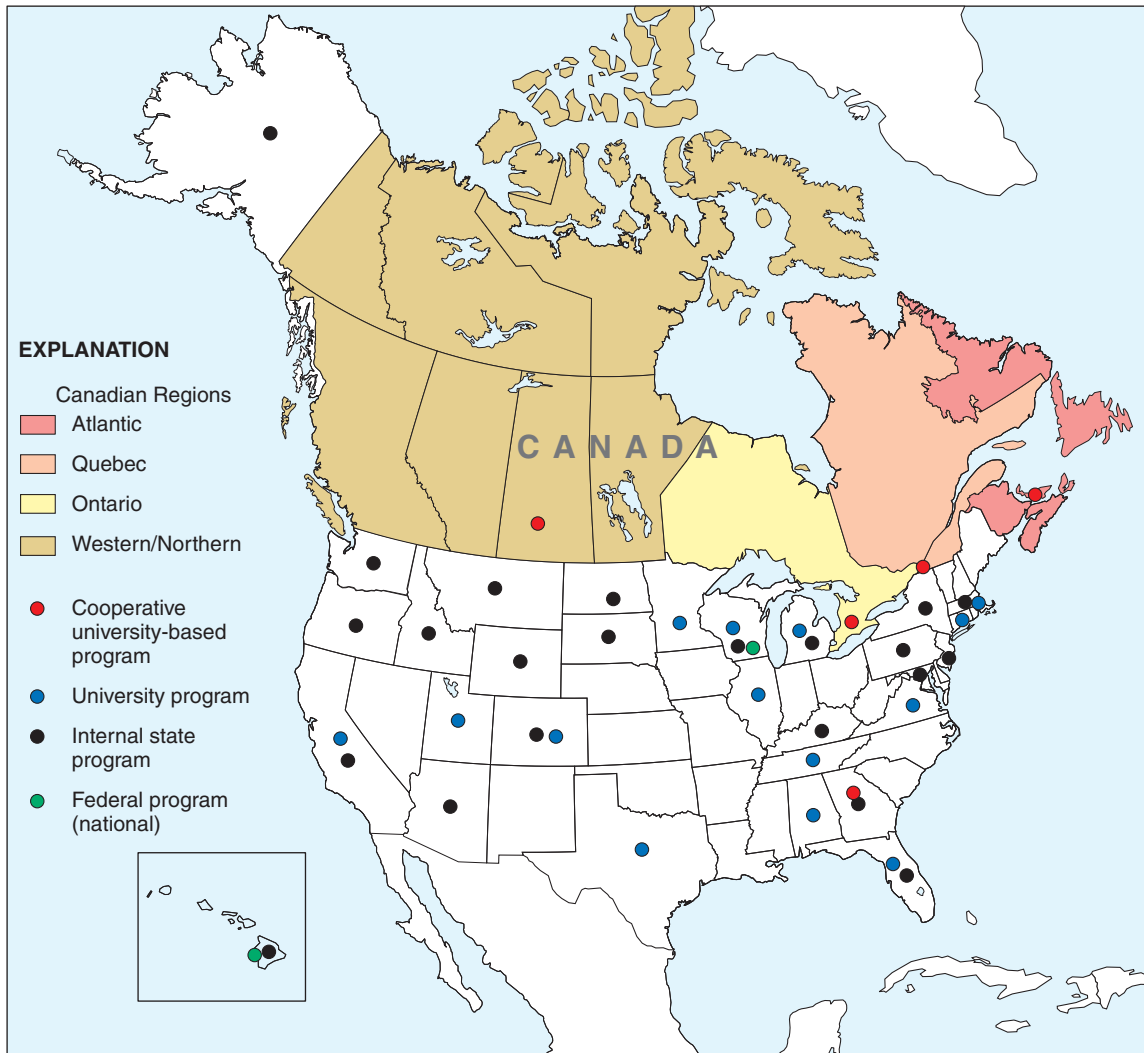 EXPLANATION
Canadian Regions
Atlantic
Quebec
Ontario
Western/Northern
Cooperative
university-based
program
University program
Internal state
program
Federal program
(national)
CANADA